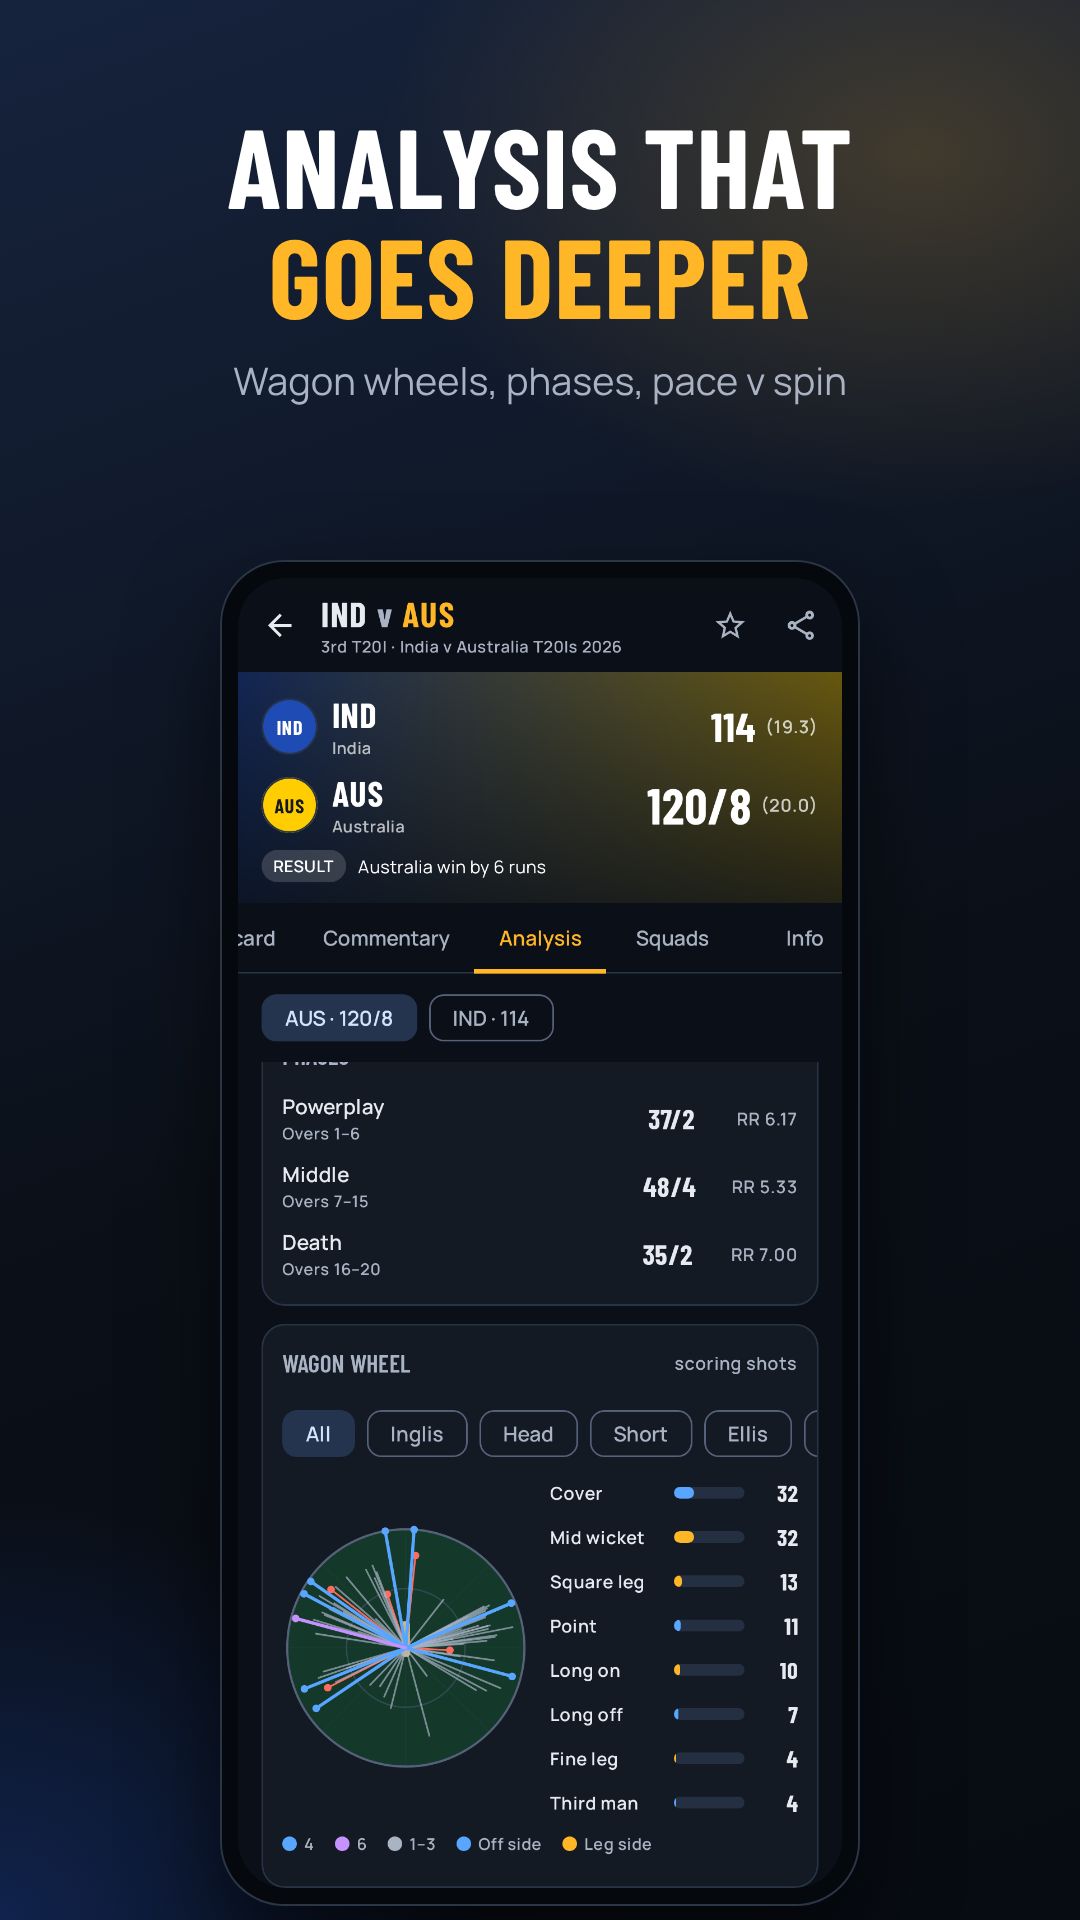 ANALYSIS THAT
GOES DEEPER
Wagon wheels, phases, pace v spin
IND v AUS
3rd T20I · India v Australia T20Is 2026
IND
IND
India
114 (19.3)
AUS
AUS
Australia
120/8 (20.0)
RESULT Australia win by 6 runs
card Commentary Analysis Squads Info
AUS · 120/8 IND · 114
Powerplay
Overs 1–6
37/2 RR 6.17
Middle
Overs 7–15
48/4 RR 5.33
Death
Overs 16–20
35/2 RR 7.00
WAGON WHEEL scoring shots
All Inglis Head Short Ellis
Cover 32
Mid wicket 32
Square leg 13
Point 11
Long on 10
Long off 7
Fine leg 4
Third man 4
4 6 1–3 Off side Leg side